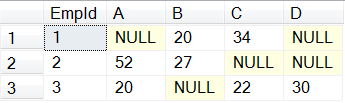 EmpId A B C D
1 1 NULL 20 34 NULL
2 2 52 27 NULL NULL
3 3 20 NULL 22 30